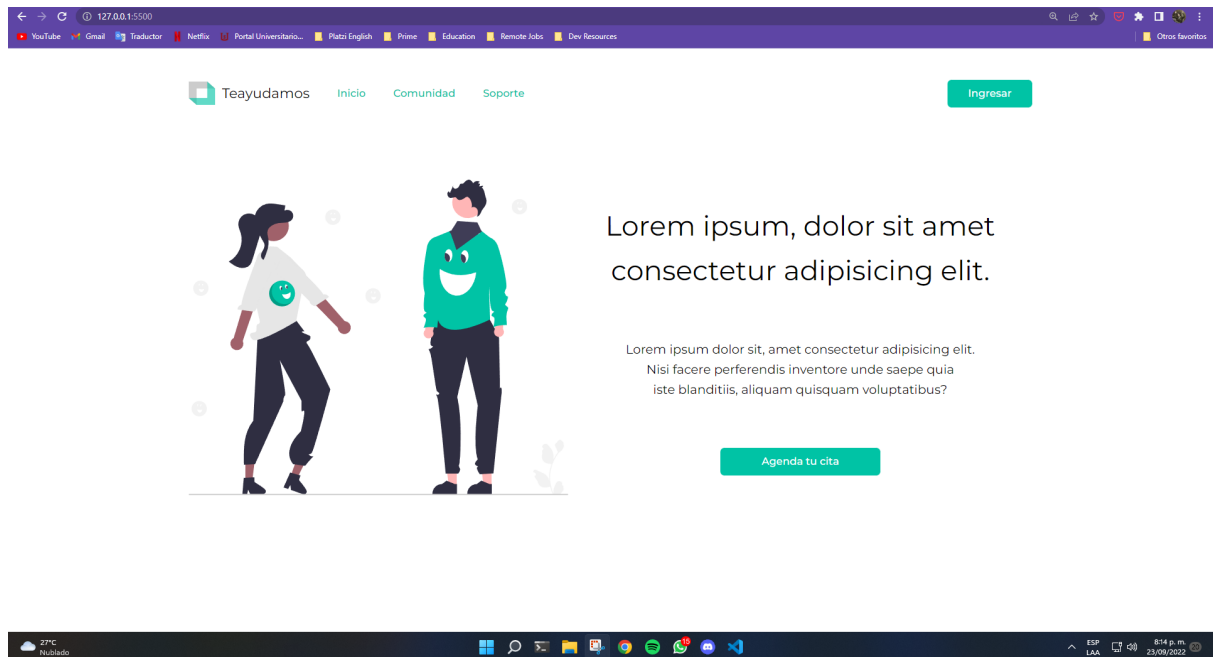 127.0.0.1:5500
YouTube Gmail Traductor Netflix Portal Universitario... Platzi English Prime Education Remote Jobs Dev Resources Otros favoritos
Teayudamos Inicio Comunidad Soporte Ingresar
Lorem ipsum, dolor sit amet
consectetur adipisicing elit.
Lorem ipsum dolor sit, amet consectetur adipisicing elit.
Nisi facere perferendis inventore unde saepe quia
iste blanditiis, aliquam quisquam voluptatibus?
Agenda tu cita
27°C
Nublado
15
ESP
LAA
8:14 p. m.
23/09/2022
20